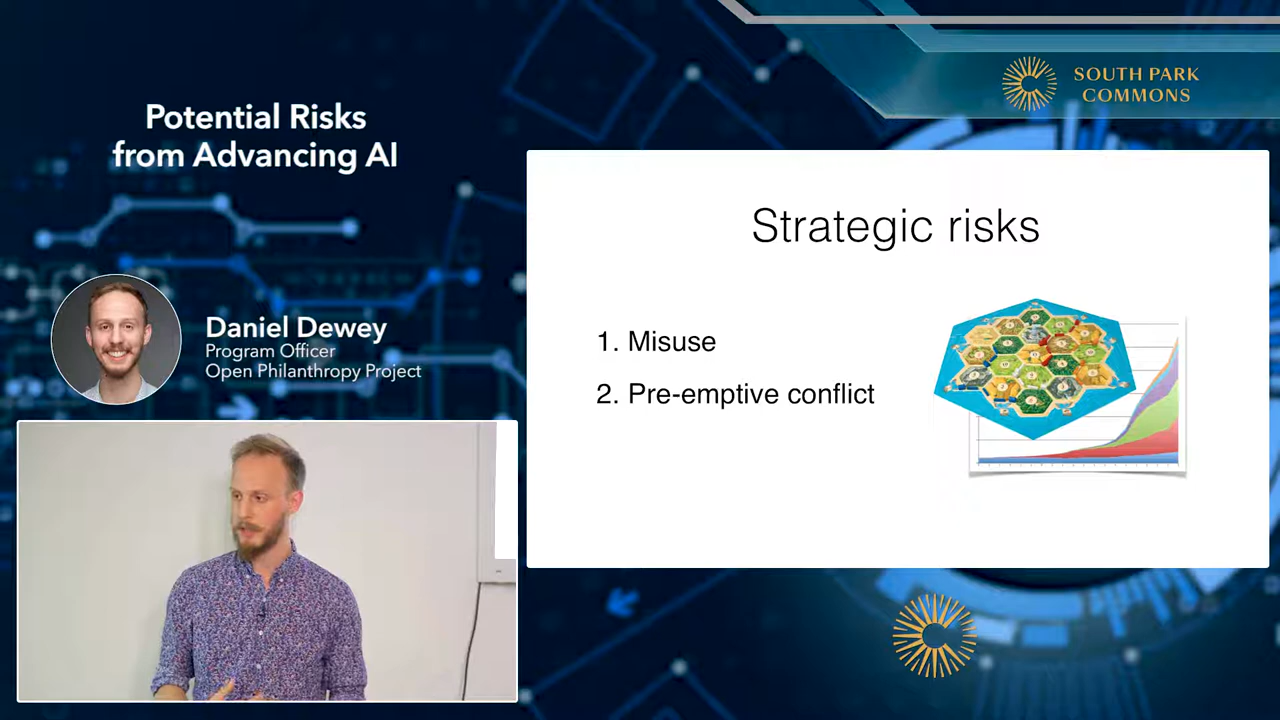 Potential Risks
from Advancing AI
SOUTH PARK
COMMONS
Strategic risks
1. Misuse
2. Pre-emptive conflict
Daniel Dewey
Program Officer
Open Philanthropy Project